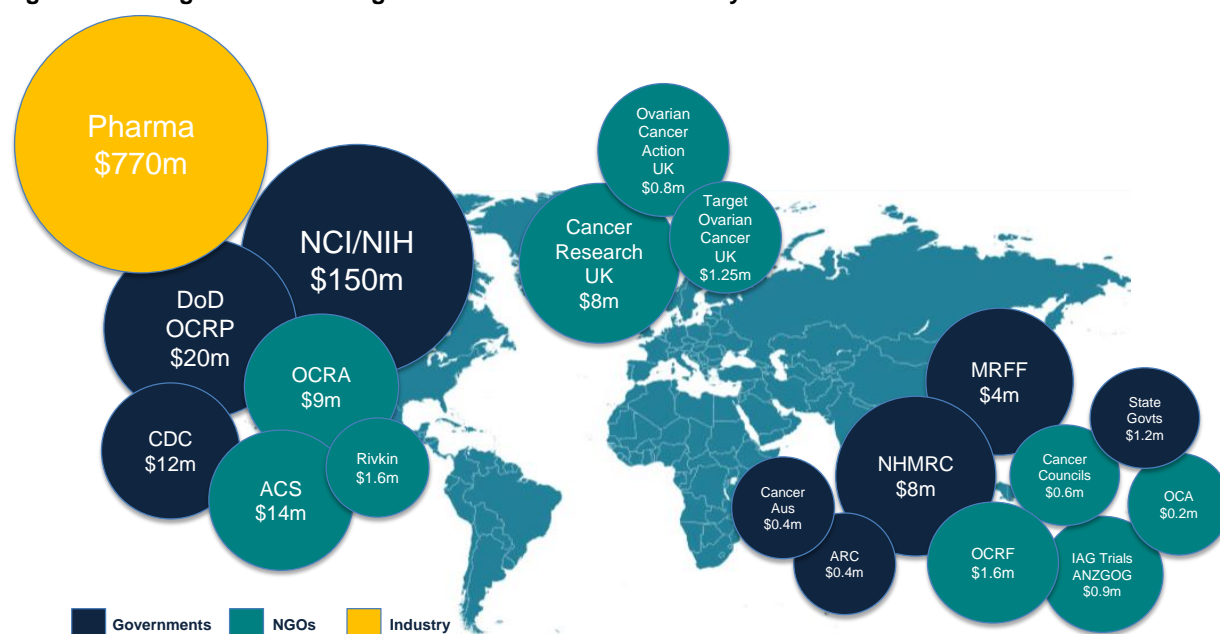 Pharma
$770m
NCI/NIH
$150m
DoD
OCRP
$20m
OCRA
$9m
CDC
$12m
ACS
$14m
Rivkin
$1.6m
Ovarian
Cancer
Action
UK
$0.8m
Cancer
Research
UK
$8m
Target
Ovarian
Cancer
UK
$1.25m
MRFF
$4m
State
Govts
$1.2m
NHMRC
$8m
Cancer
Councils
$0.6m
Cancer
Aus
$0.4m
OCA
$0.2m
ARC
$0.4m
OCRF
$1.6m
IAG Trials
ANZGOG
$0.9m
Governments
NGOs
Industry